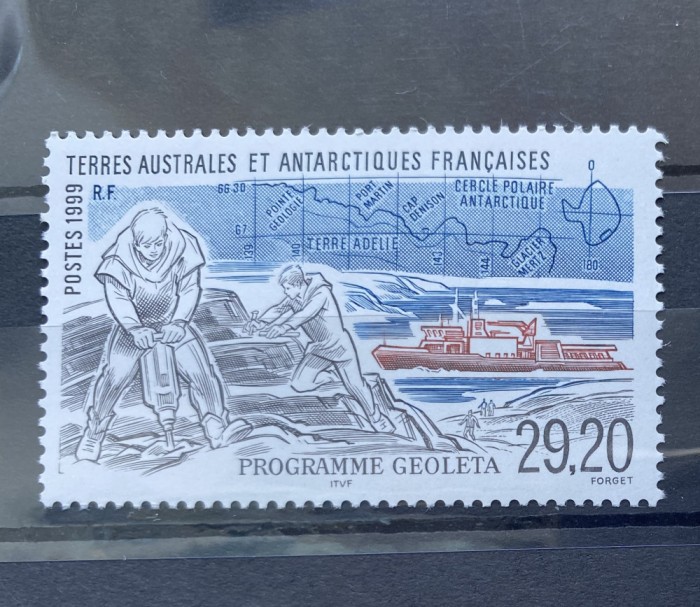 TERRES AUSTRALES ET ANTARCTIQUES FRANÇAISES
POSTES 1999
R.F.
66 30
67
139
140
143
144
POINTE
GEOLOGIE
PORT
MARTIN
CAP
DENISON
CERCLE POLAIRE
ANTARCTIQUE
TERRE ADELIE
GLACIER
MERTZ
0
180
PROGRAMME GEOLETA
29,20
ITVF
FORGET